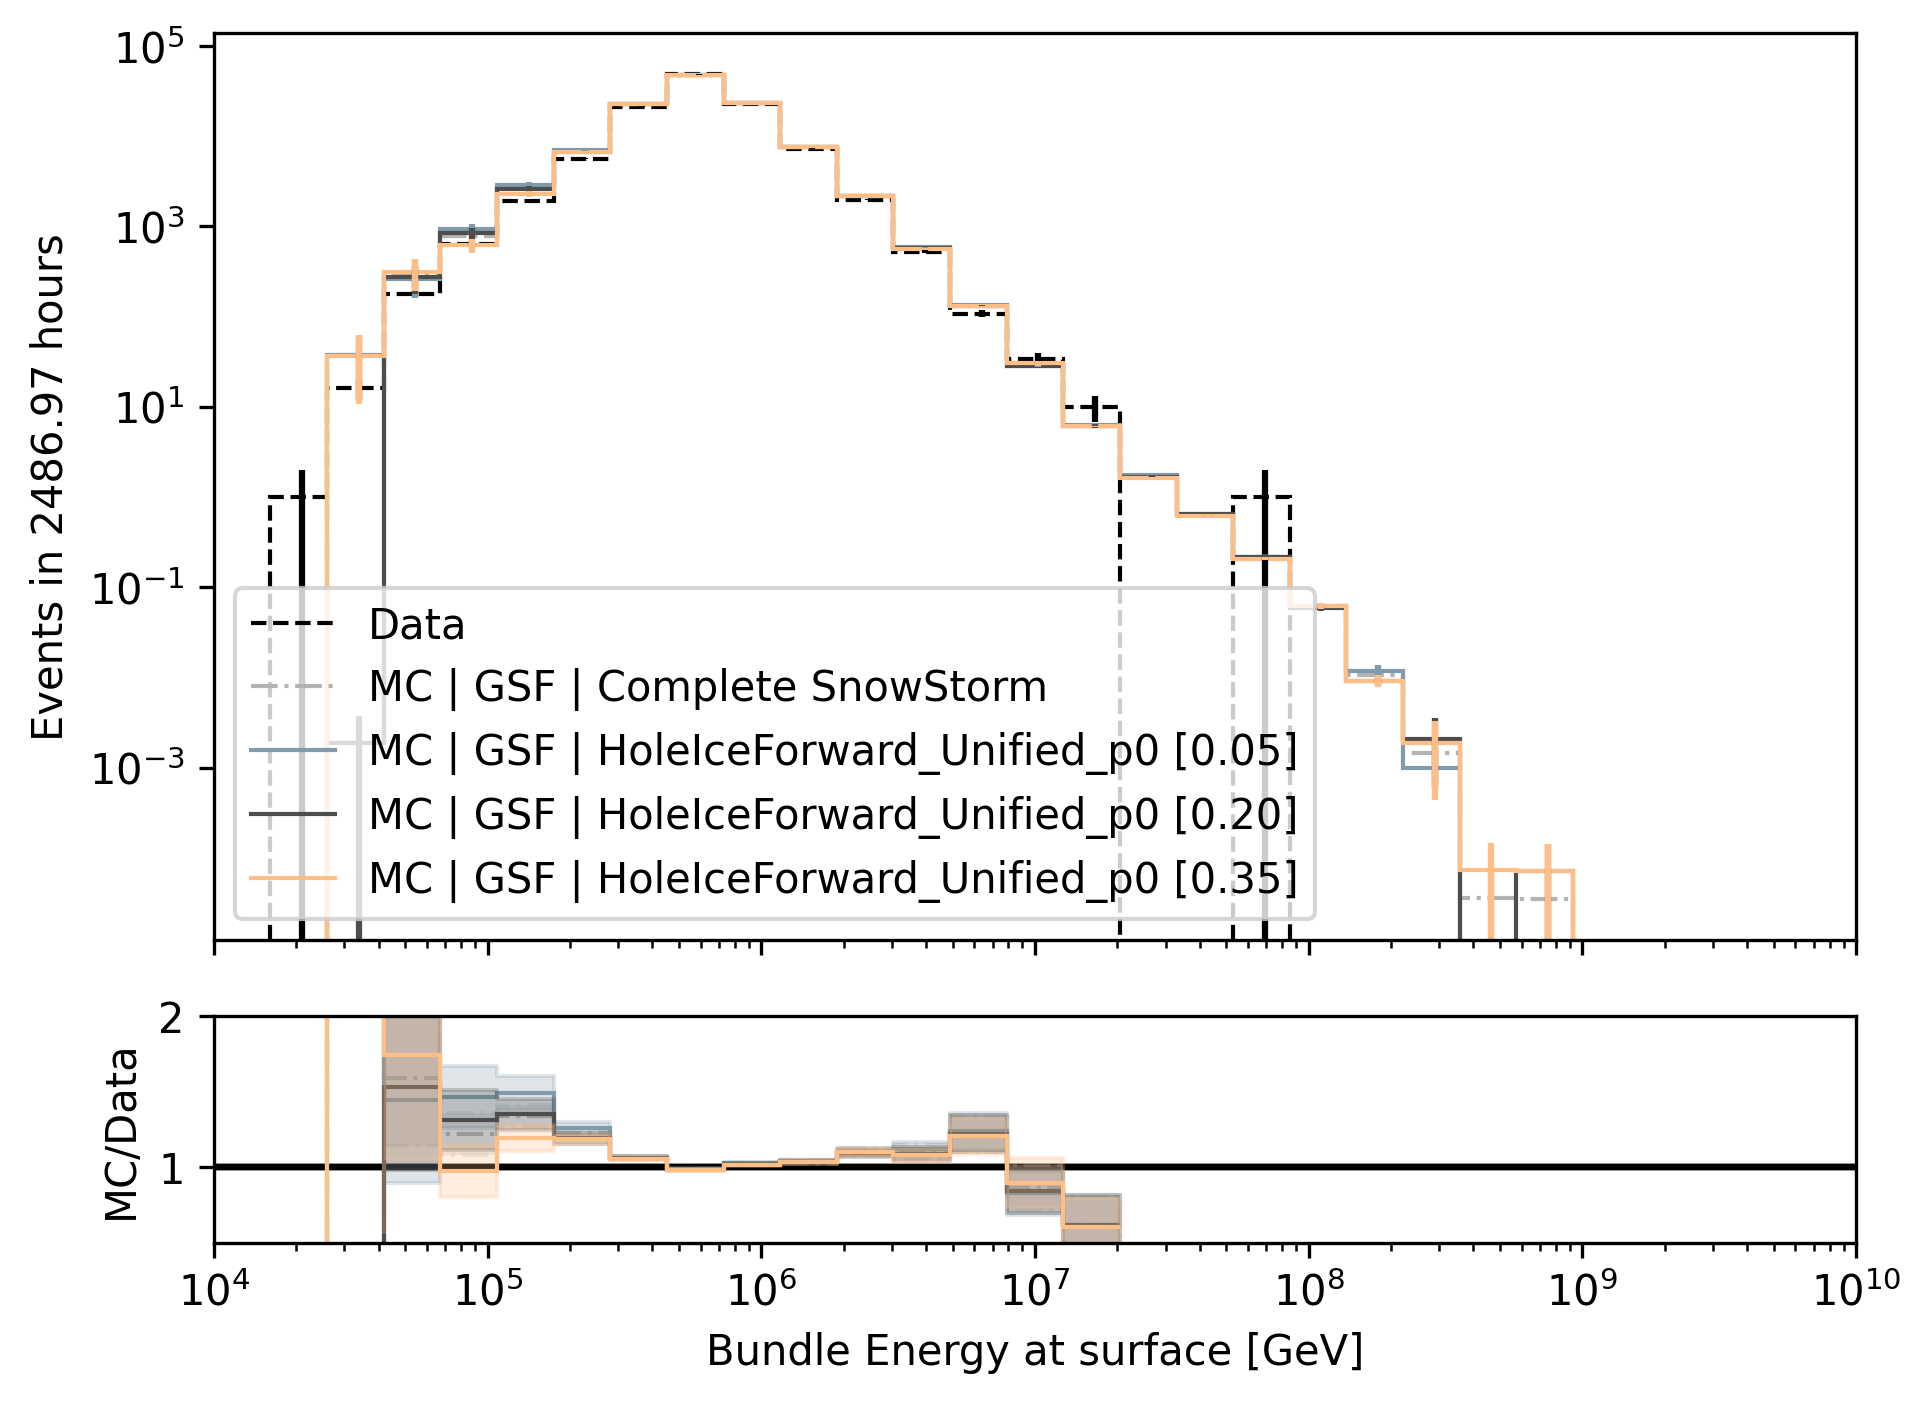 10^5
10^3
10^1
10^−1
10^−3
Events in 2486.97 hours
Data
MC | GSF | Complete SnowStorm
MC | GSF | HoleIceForward_Unified_p0 [0.05]
MC | GSF | HoleIceForward_Unified_p0 [0.20]
MC | GSF | HoleIceForward_Unified_p0 [0.35]
2
1
MC/Data
10^4 10^5 10^6 10^7 10^8 10^9 10^10
Bundle Energy at surface [GeV]